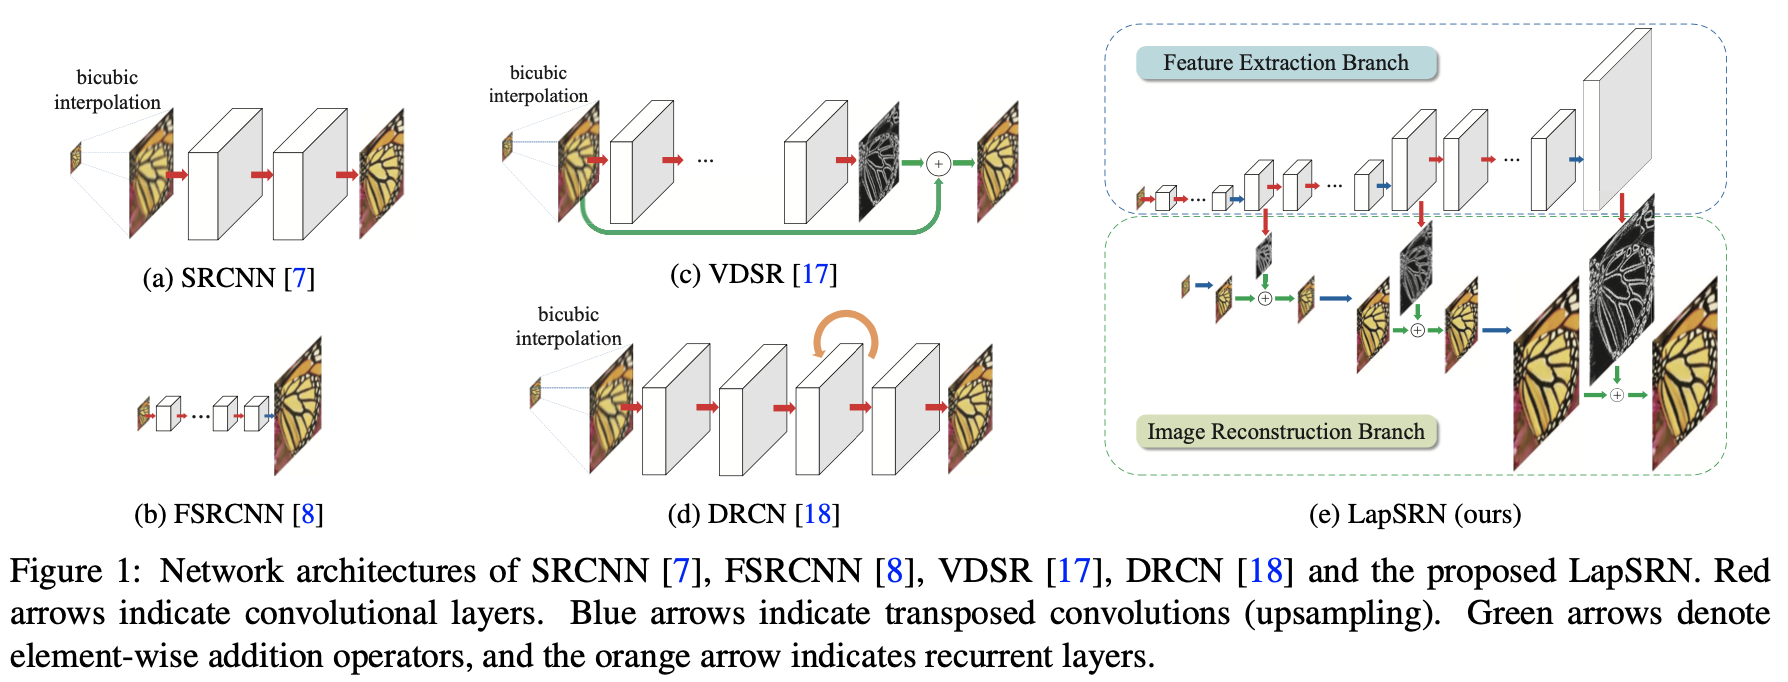 bicubic
interpolation
(a) SRCNN [7]
(b) FSRCNN [8]
bicubic
interpolation
...
+
(c) VDSR [17]
bicubic
interpolation
(d) DRCN [18]
Feature Extraction Branch
Image Reconstruction Branch
(e) LapSRN (ours)
Figure 1: Network architectures of SRCNN [7], FSRCNN [8], VDSR [17], DRCN [18] and the proposed LapSRN. Red
arrows indicate convolutional layers. Blue arrows indicate transposed convolutions (upsampling). Green arrows denote
element-wise addition operators, and the orange arrow indicates recurrent layers.